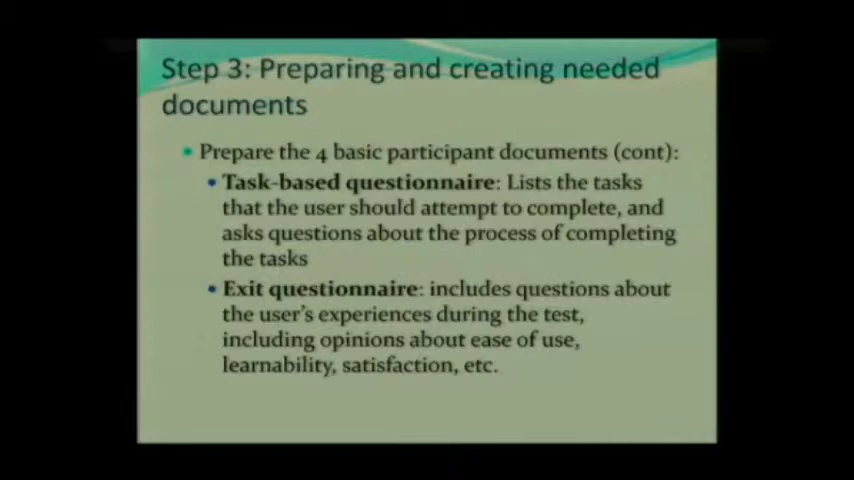 Step 3: Preparing and creating needed
documents
Prepare the 4 basic participant documents (cont):
Task-based questionnaire: Lists the tasks
that the user should attempt to complete, and
asks questions about the process of completing
the tasks
Exit questionnaire: includes questions about
the user's experiences during the test,
including opinions about ease of use,
learnability, satisfaction, etc.